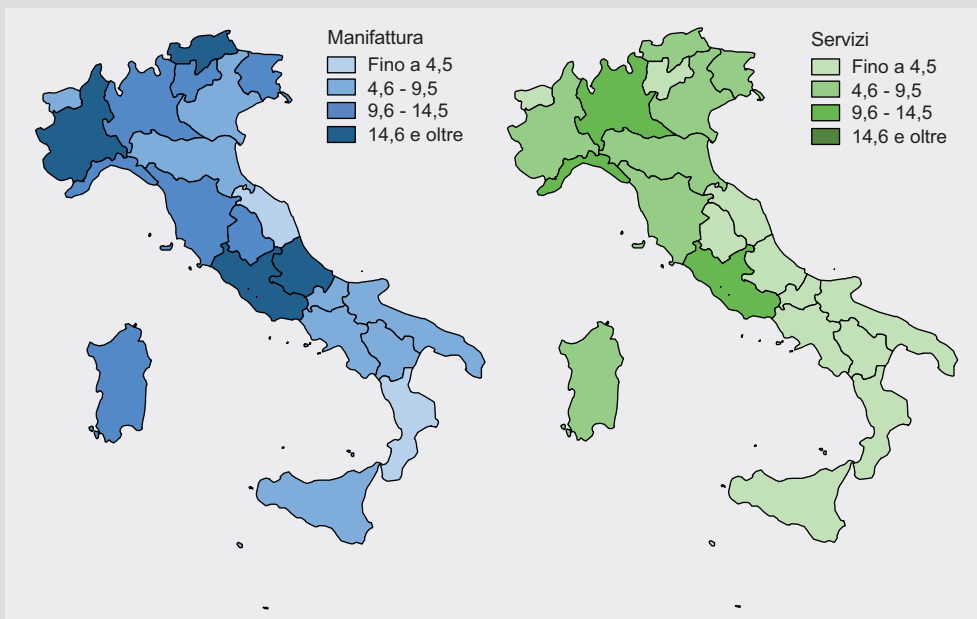 Manifattura
Fino a 4,5
4,6 - 9,5
9,6 - 14,5
14,6 e oltre
Servizi
Fino a 4,5
4,6 - 9,5
9,6 - 14,5
14,6 e oltre